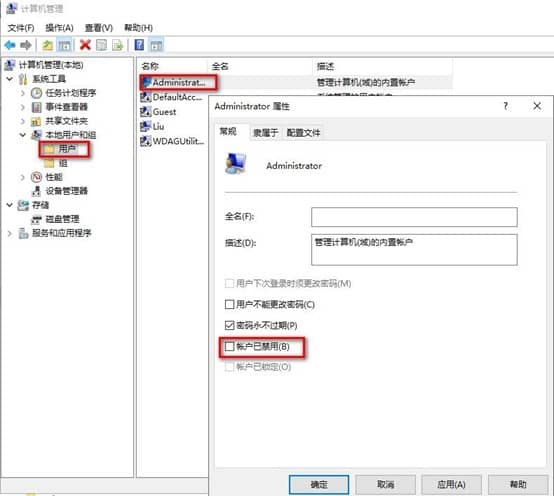 计算机管理
文件(F) 操作(A) 查看(V) 帮助(H)
计算机管理(本地)
系统工具
任务计划程序
事件查看器
共享文件夹
本地用户和组
用户
组
性能
设备管理器
存储
磁盘管理
服务和应用程序
名称 全名 描述
Administrat... 管理计算机(域)的内置帐户
DefaultAcc...
Guest
Liu
WDAGUtilit...
Administrator 属性 ? ×
常规 隶属于 配置文件
Administrator
全名(F):
描述(D): 管理计算机(域)的内置帐户
用户下次登录时须更改密码(M)
用户不能更改密码(C)
密码永不过期(P)
帐户已禁用(B)
帐户已锁定(O)
确定 取消 应用(A) 帮助